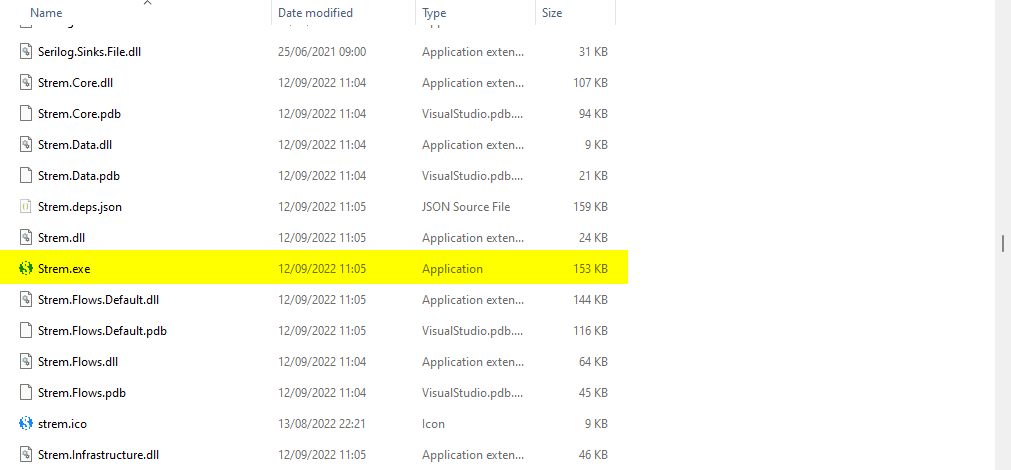 Name Date modified Type Size
Serilog.Sinks.File.dll 25/06/2021 09:00 Application exten... 31 KB
Strem.Core.dll 12/09/2022 11:04 Application exten... 107 KB
Strem.Core.pdb 12/09/2022 11:04 VisualStudio.pdb.... 94 KB
Strem.Data.dll 12/09/2022 11:04 Application exten... 9 KB
Strem.Data.pdb 12/09/2022 11:04 VisualStudio.pdb.... 21 KB
Strem.deps.json 12/09/2022 11:05 JSON Source File 159 KB
Strem.dll 12/09/2022 11:05 Application exten... 24 KB
Strem.exe 12/09/2022 11:05 Application 153 KB
Strem.Flows.Default.dll 12/09/2022 11:05 Application exten... 144 KB
Strem.Flows.Default.pdb 12/09/2022 11:05 VisualStudio.pdb.... 116 KB
Strem.Flows.dll 12/09/2022 11:04 Application exten... 64 KB
Strem.Flows.pdb 12/09/2022 11:04 VisualStudio.pdb.... 45 KB
strem.ico 13/08/2022 22:21 Icon 9 KB
Strem.Infrastructure.dll 12/09/2022 11:05 Application exten... 46 KB